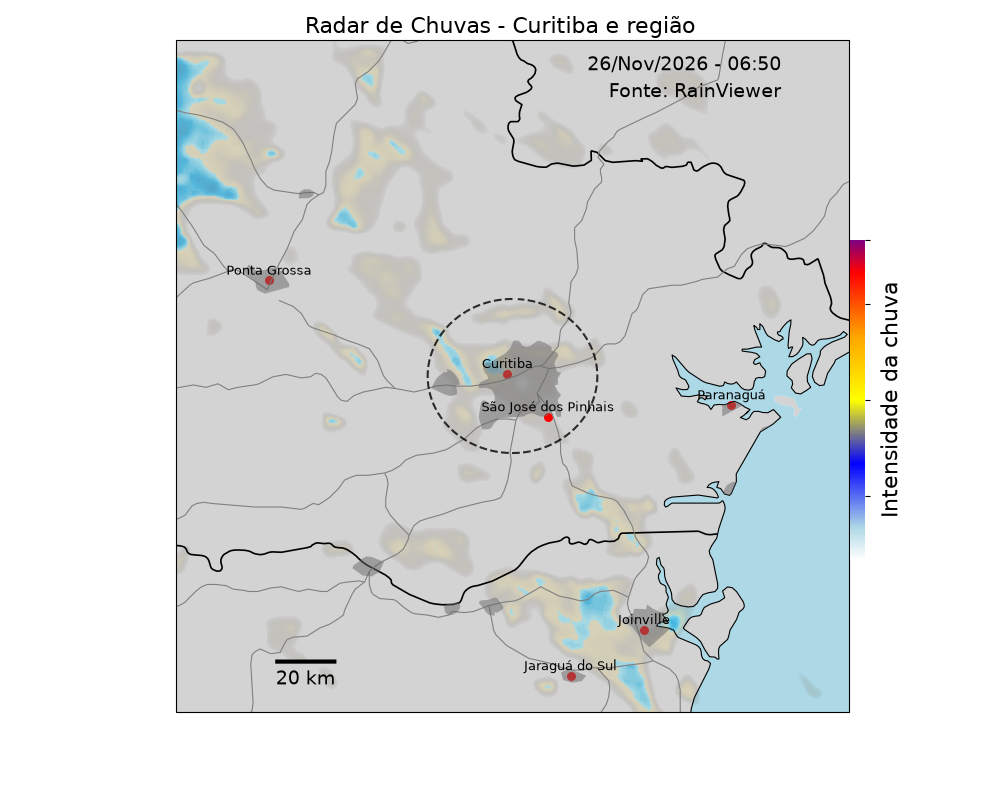 Radar de Chuvas - Curitiba e região
26/Nov/2026 - 06:50
Fonte: RainViewer
Ponta Grossa
Curitiba
Paranaguá
São José dos Pinhais
Intensidade da chuva
Joinville
Jaraguá do Sul
20 km